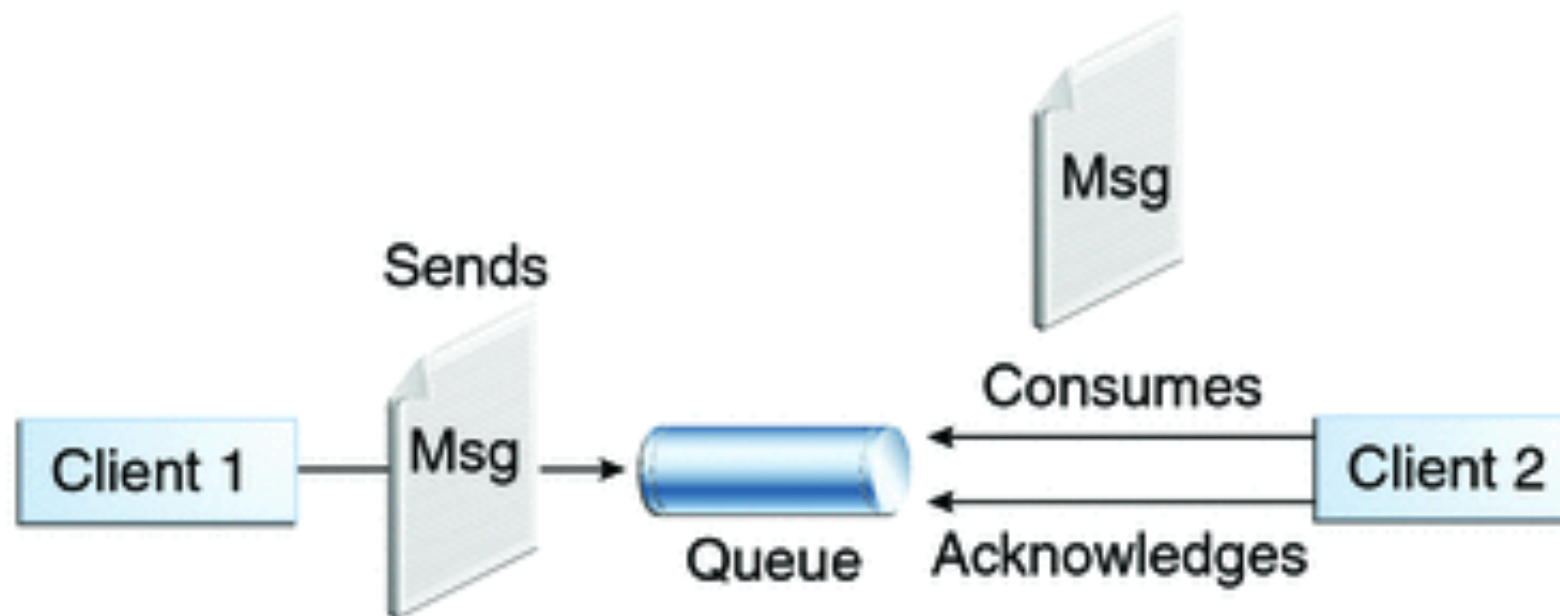 Msg
Sends
Consumes
Client 1
Msg
Client 2
Queue
Acknowledges